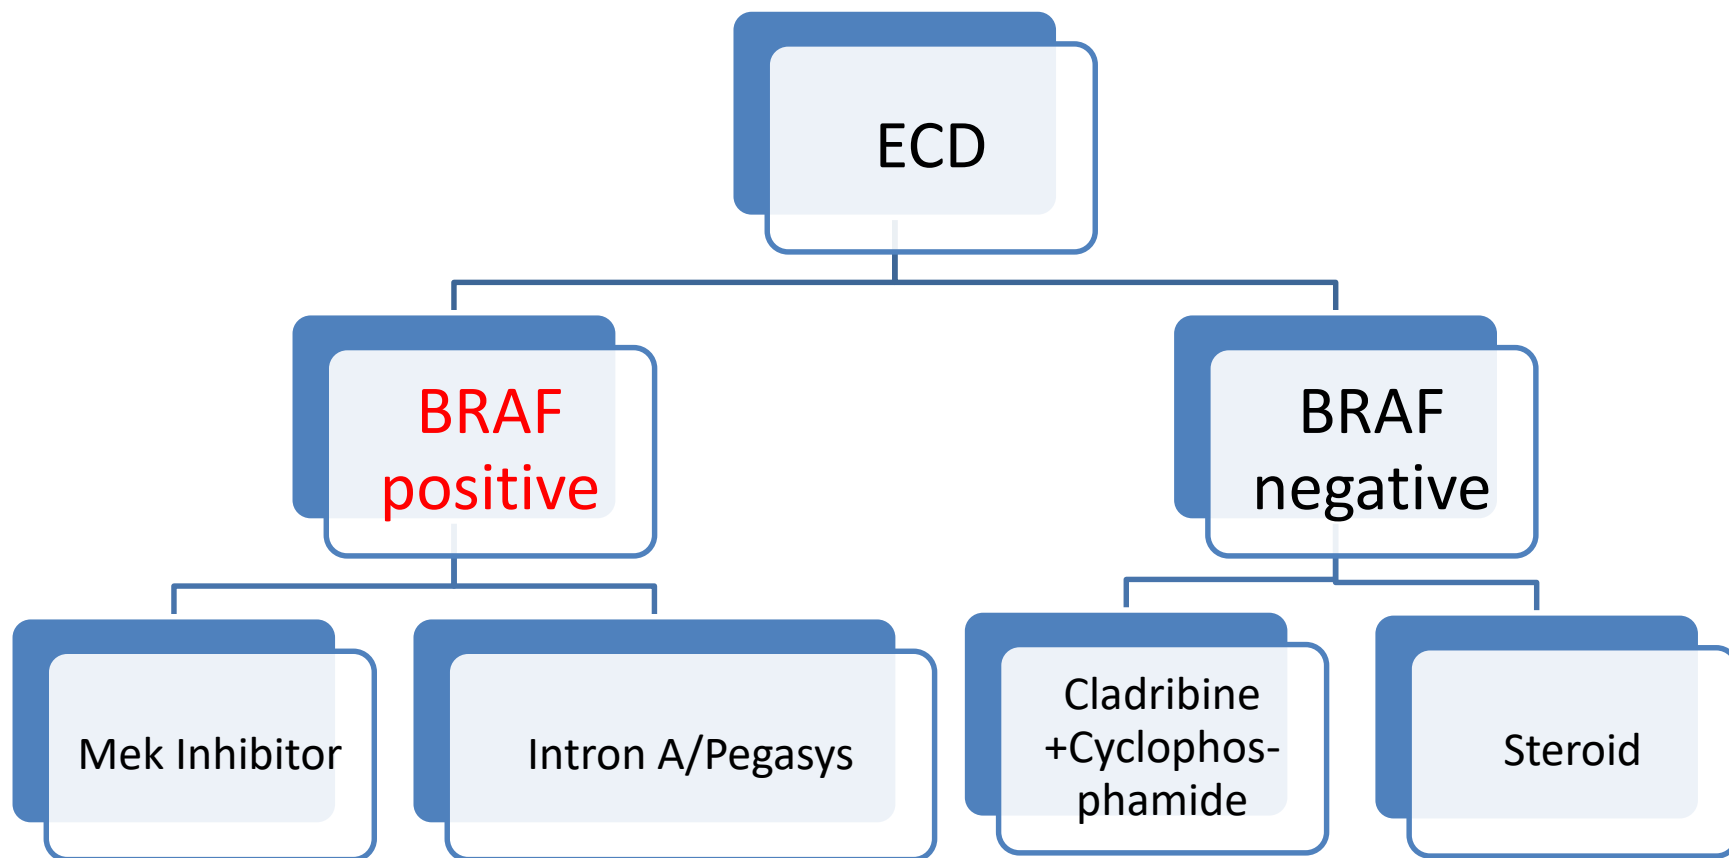 ECD
BRAF
positive
BRAF
negative
Mek Inhibitor
Intron A/Pegasys
Cladribine
+Cyclophos-
phamide
Steroid